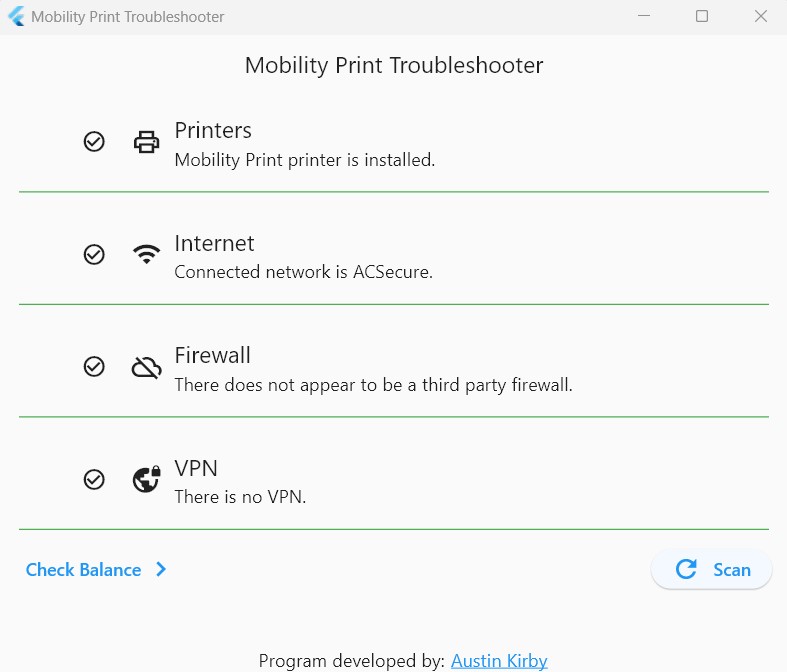 Mobility Print Troubleshooter
Mobility Print Troubleshooter
Printers
Mobility Print printer is installed.
Internet
Connected network is ACSecure.
Firewall
There does not appear to be a third party firewall.
VPN
There is no VPN.
Check Balance
Scan
Program developed by: Austin Kirby